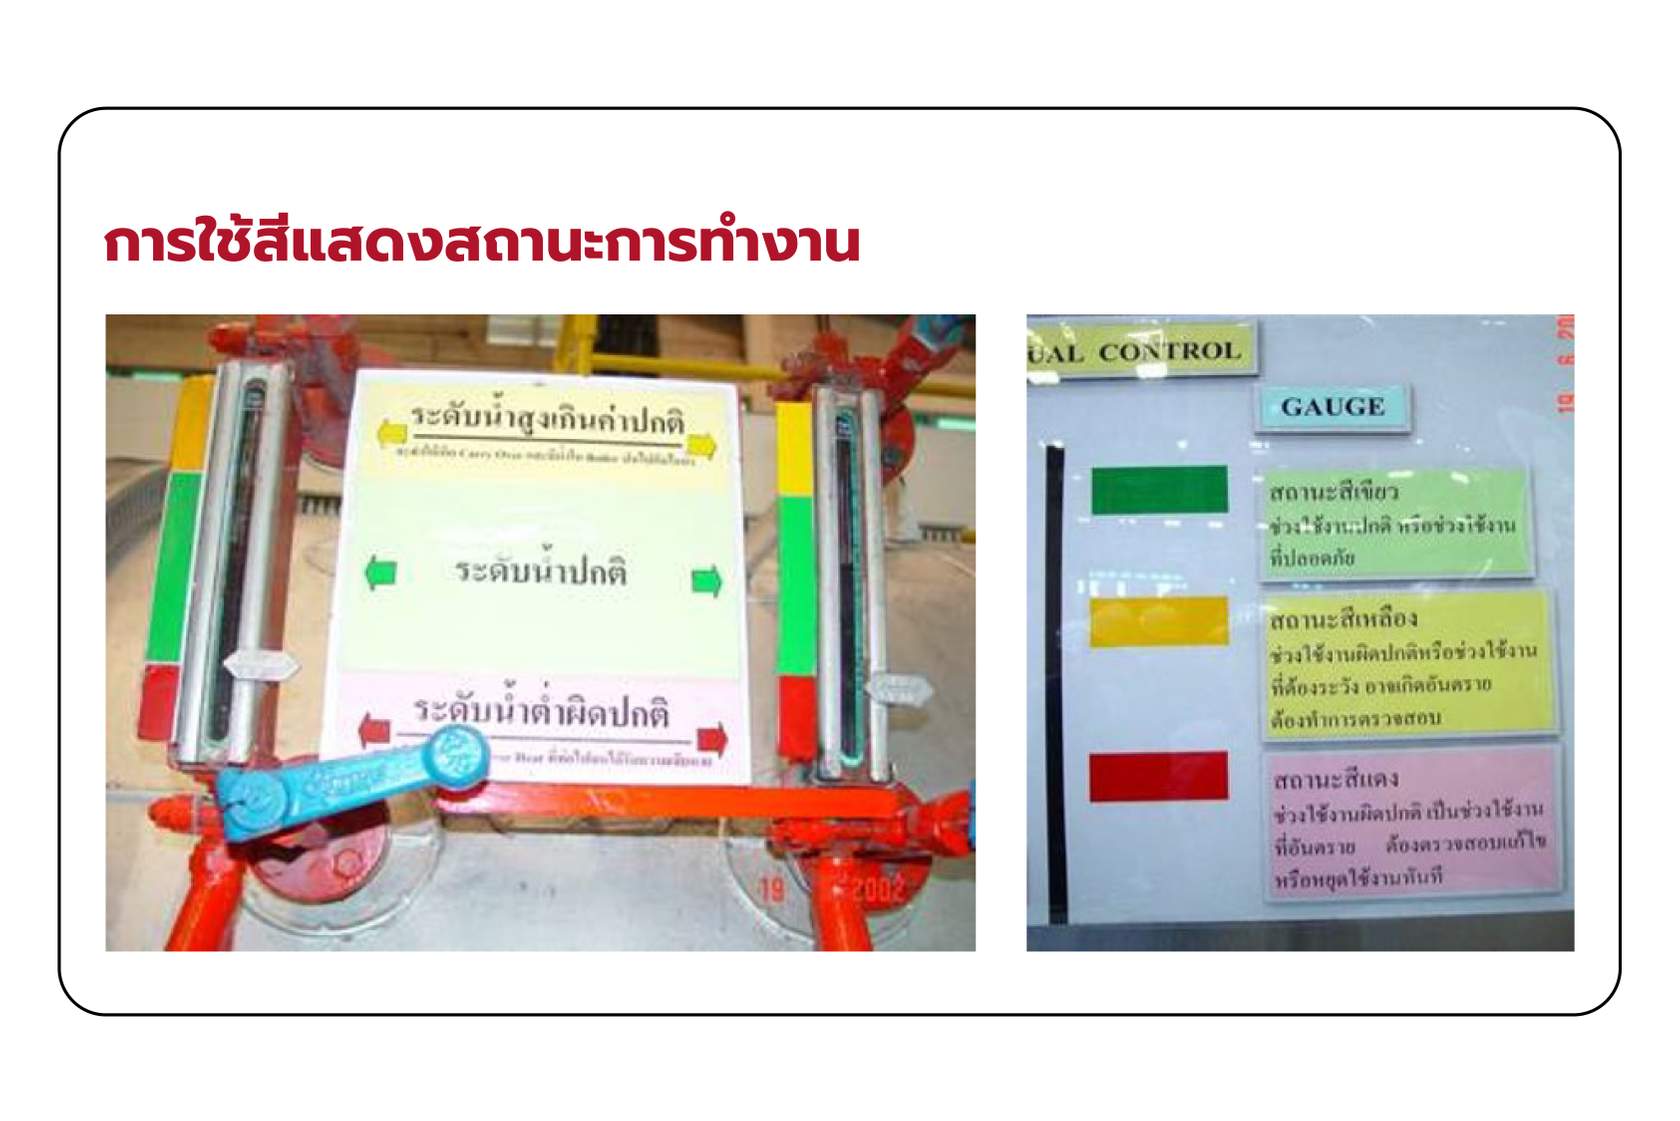 การใช้สีแสดงสถานะการทำงาน
ระดับน้ำสูงเกินค่าปกติ
Carry Over
ระดับน้ำปกติ
ระดับน้ำต่ำผิดปกติ
Heat
19 2002
UAL CONTROL
GAUGE
สถานะสีเขียว
ช่วงใช้งานปกติ หรือช่วงใช้งาน
ที่ปลอดภัย
สถานะสีเหลือง
ช่วงใช้งานผิดปกติหรือช่วงใช้งาน
ที่ต้องระวัง อาจเกิดอันตราย
ต้องทำการตรวจสอบ
สถานะสีแดง
ช่วงใช้งานผิดปกติ เป็นช่วงใช้งาน
ที่อันตราย ต้องตรวจสอบแก้ไข
หรือหยุดใช้งานทันที
19 6 20